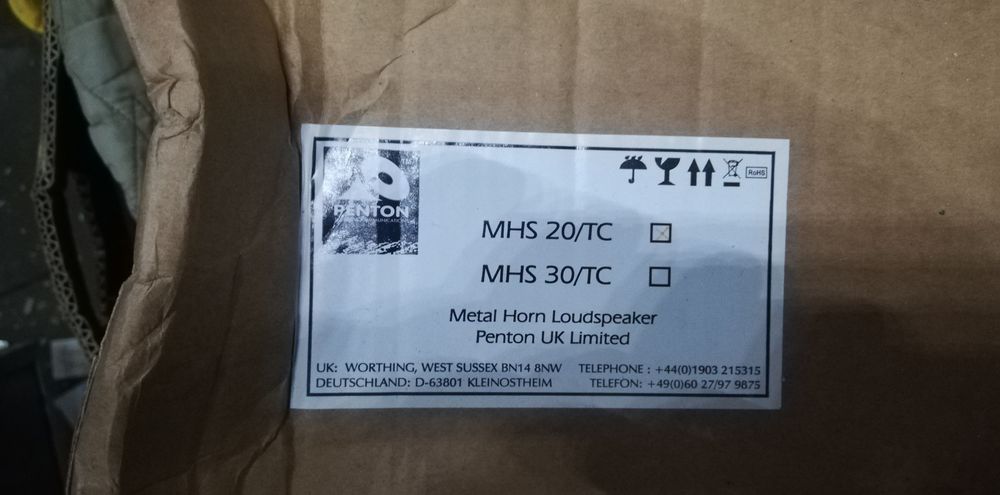 RoHS
PENTON
MHS 20/TC
MHS 30/TC
Metal Horn Loudspeaker
Penton UK Limited
UK: WORTHING, WEST SUSSEX BN14 8NW TELEPHONE : +44(0)1903 215315
DEUTSCHLAND: D-63801 KLEINOSTHEIM TELEFON: +49(0)60 27/97 9875